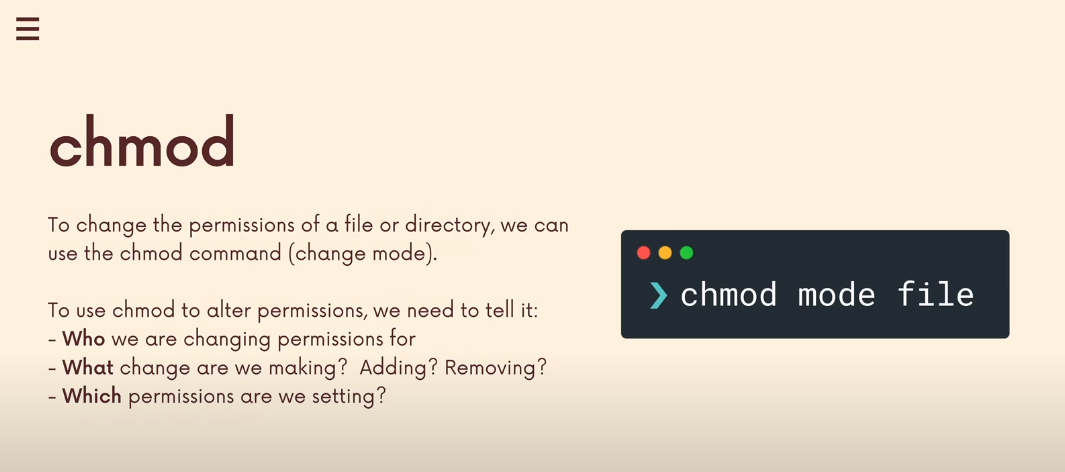 chmod
To change the permissions of a file or directory, we can
use the chmod command (change mode).
To use chmod to alter permissions, we need to tell it:
- Who we are changing permissions for
- What change are we making?  Adding? Removing?
- Which permissions are we setting?
❯ chmod mode file